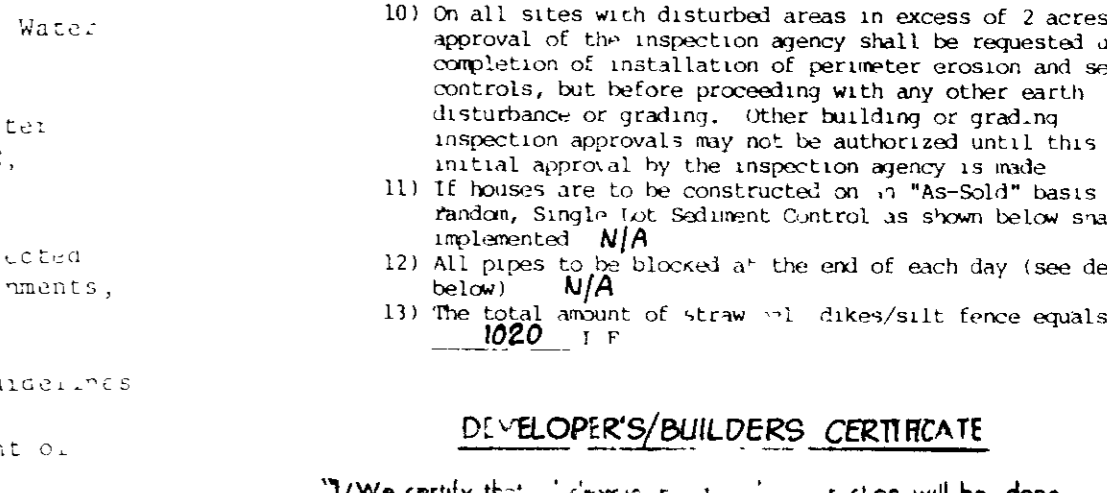 Water
ter
ected
nments,
10) On all sites with disturbed areas in excess of 2 acres
approval of the inspection agency shall be requested
completion of installation of perimeter erosion and se
controls, but before proceeding with any other earth
disturbance or grading. Other building or grading
inspection approvals may not be authorized until this
initial approval by the inspection agency is made
11) If houses are to be constructed on "As-Sold" basis
random, Single Lot Sediment Control as shown below sha
implemented N/A
12) All pipes to be blocked at the end of each day (see de
below) N/A
13) The total amount of straw dikes/silt fence equals
1020 F
DEVELOPER'S/BUILDERS CERTIFICATE
"I/We certify that will be done